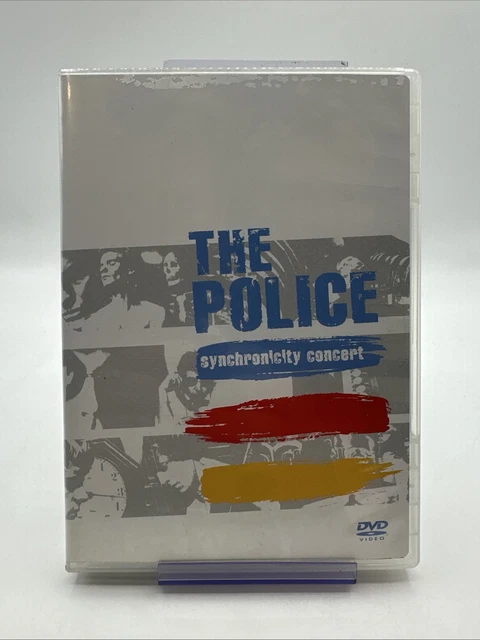 THE
POLICE
synchronicity concert
DVD
VIDEO